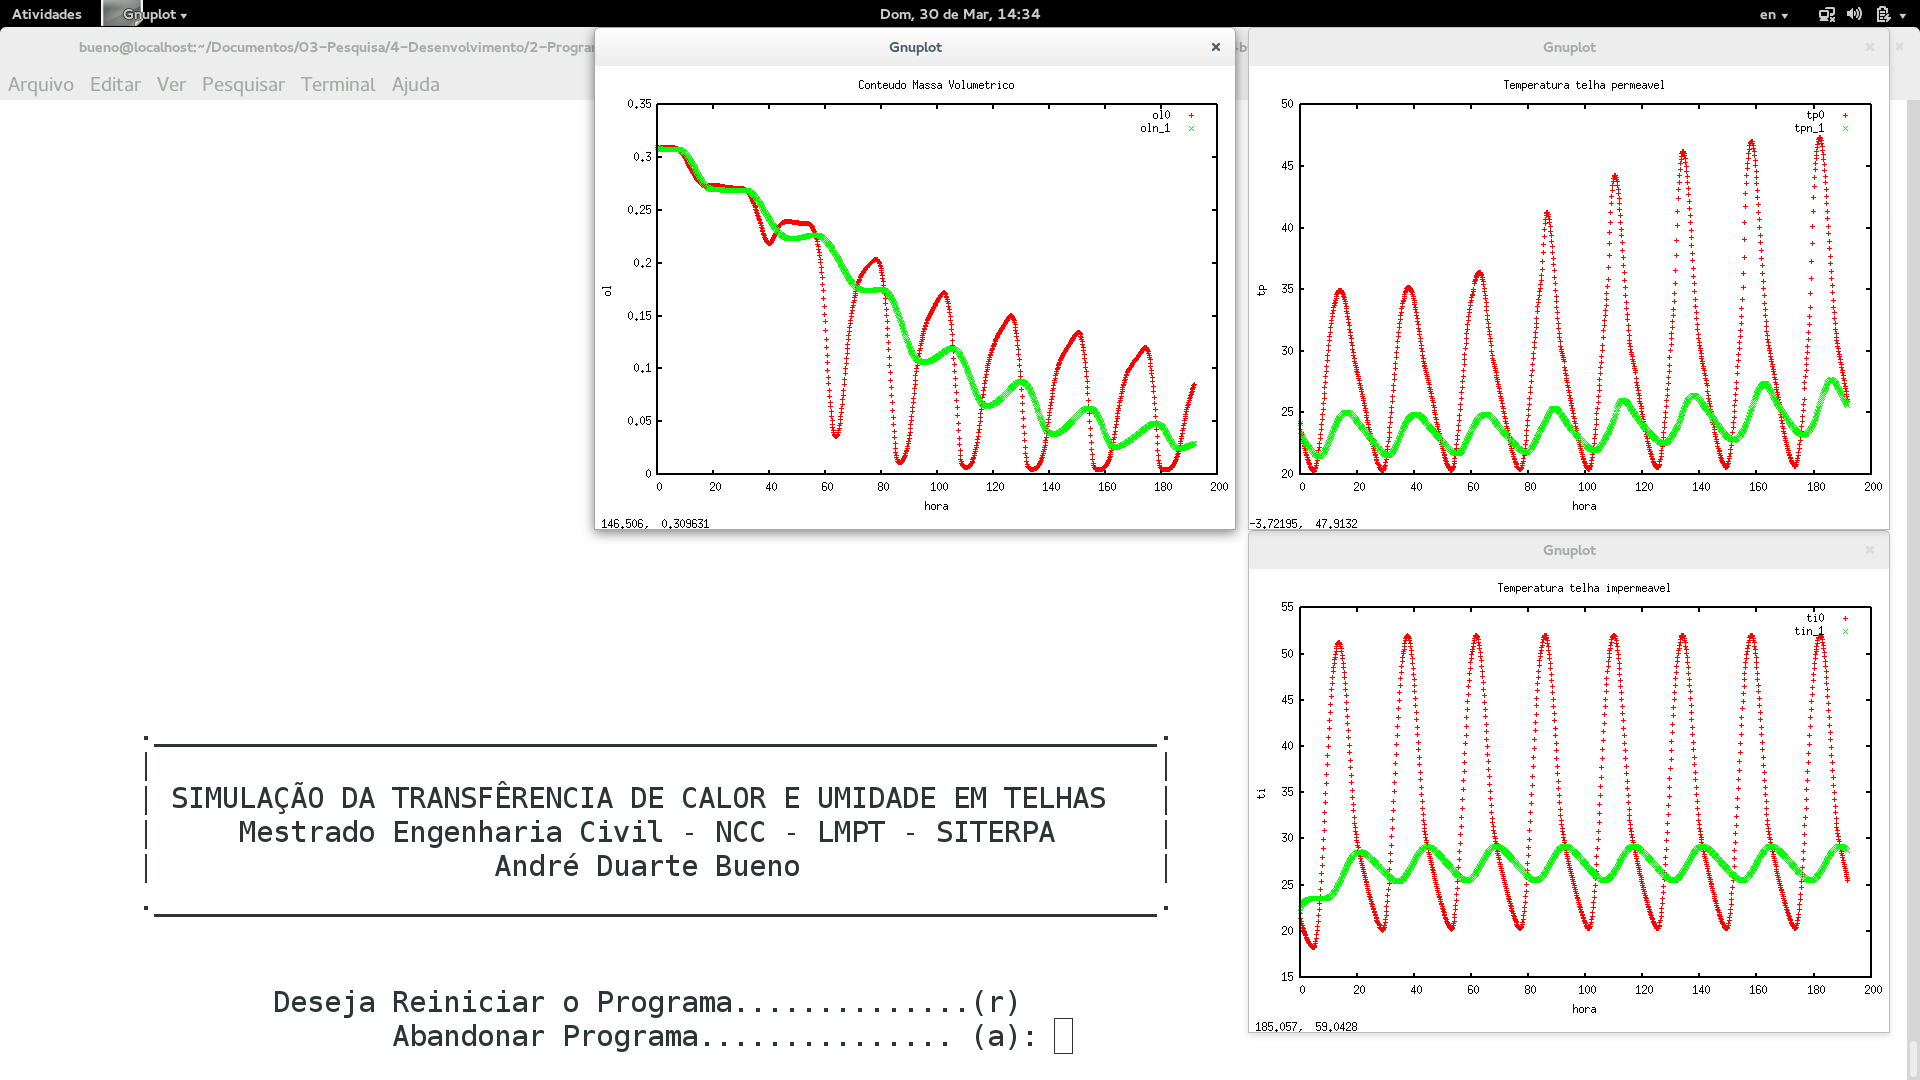 Atividades Gnuplot Dom, 30 de Mar, 14:34 en
bueno@localhost:~/Documentos/03-Pesquisa/4-Desenvolvimento/2-Progra
Arquivo Editar Ver Pesquisar Terminal Ajuda
Gnuplot
Conteudo Massa Volumetrico
ol0
oln_1
0.35
0.3
0.25
0.2
0.15
0.1
0.05
0
ol
0 20 40 60 80 100 120 140 160 180 200
hora
146.506, 0.309631
Gnuplot
Temperatura telha permeavel
tp0
tpn_1
50
45
40
35
30
25
20
tp
0 20 40 60 80 100 120 140 160 180 200
hora
-3.72195, 47.9132
Gnuplot
Temperatura telha impermeavel
ti0
tin_1
55
50
45
40
35
30
25
20
15
ti
0 20 40 60 80 100 120 140 160 180 200
hora
185.057, 59.0428
SIMULAÇÃO DA TRANSFÊRENCIA DE CALOR E UMIDADE EM TELHAS
Mestrado Engenharia Civil - NCC - LMPT - SITERPA
André Duarte Bueno
Deseja Reiniciar o Programa..............(r)
Abandonar Programa............... (a):